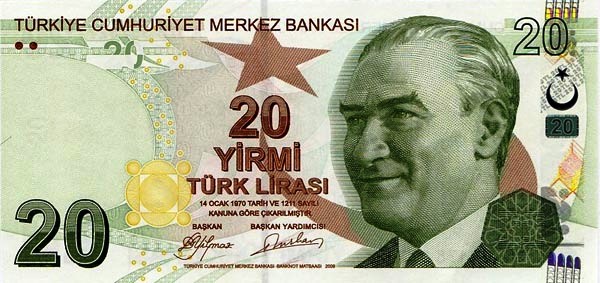 TÜRKİYE CUMHURİYET MERKEZ BANKASI
20
20
20
20
YİRMİ
TÜRK LİRASI
14 OCAK 1970 TARİH VE 1211 SAYILI
KANUNA GÖRE ÇIKARILMIŞTIR.
BAŞKAN BAŞKAN YARDIMCISI
20
TÜRKİYE CUMHURİYET MERKEZ BANKASI-BANKNOT MATBAASI 2009